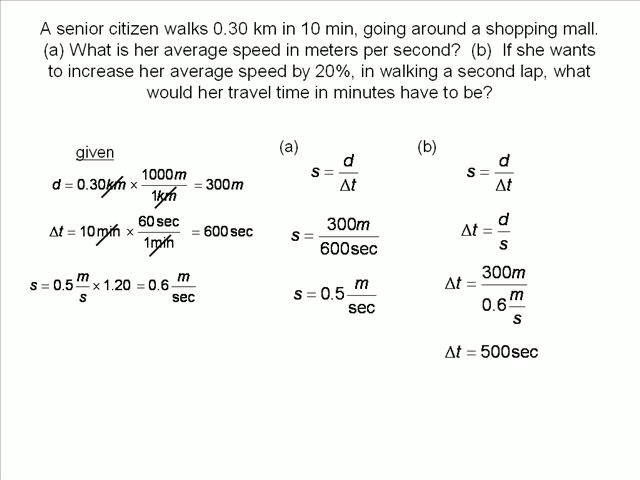 A senior citizen walks 0.30 km in 10 min, going around a shopping mall.
(a) What is her average speed in meters per second? (b) If she wants
to increase her average speed by 20%, in walking a second lap, what
would her travel time in minutes have to be?
given
d = 0.30km × 1000m / 1km = 300m
Δt = 10min × 60sec / 1min = 600sec
s = 0.5 m/s × 1.20 = 0.6 m/sec
(a)
s = d / Δt
s = 300m / 600sec
s = 0.5 m/sec
(b)
s = d / Δt
Δt = d / s
Δt = 300m / 0.6 m/s
Δt = 500sec